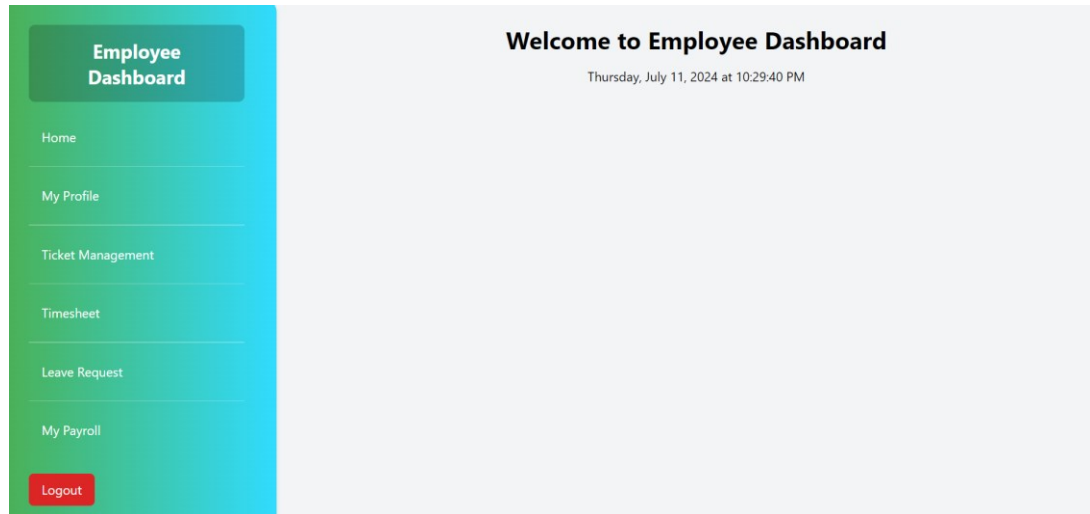 Employee
Dashboard
Home
My Profile
Ticket Management
Timesheet
Leave Request
My Payroll
Logout
Welcome to Employee Dashboard
Thursday, July 11, 2024 at 10:29:40 PM